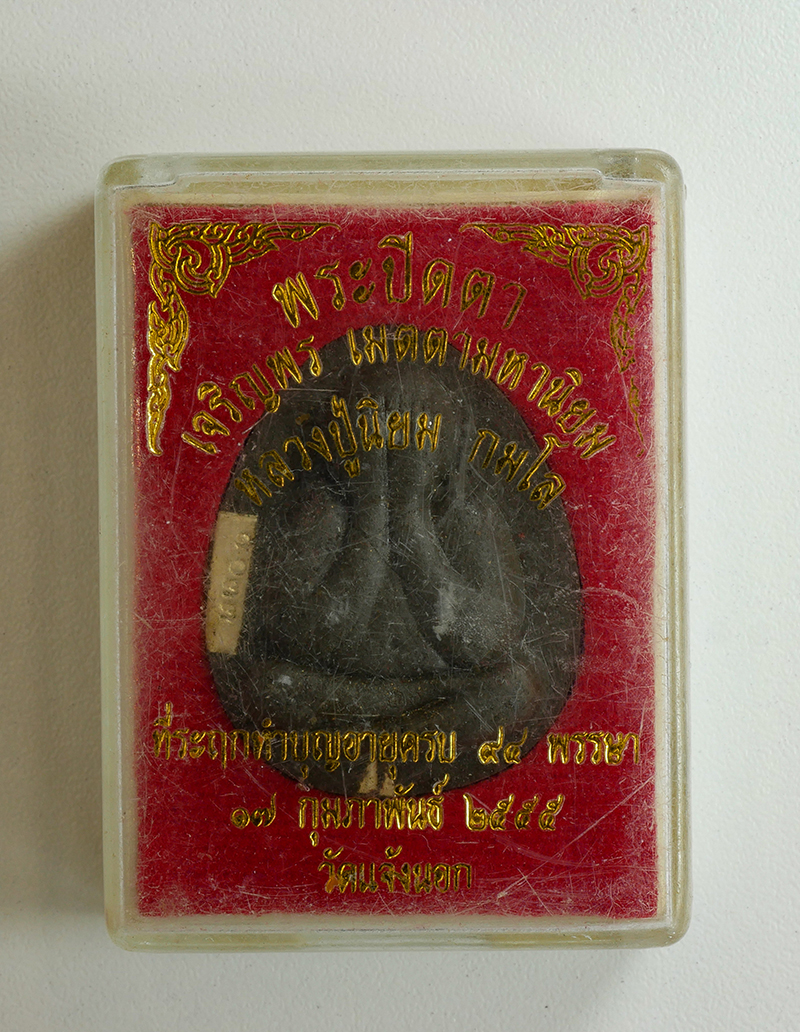 พระปิดตา
เจริญพร เมตตามหานิยม
หลวงปู่นิยม กมโล
ที่ระฤกทำบุญอายุครบ ๙๔ พรรษา
๑๗ กุมภาพันธ์ ๒๕๕๕
วัดแจ้งนอก